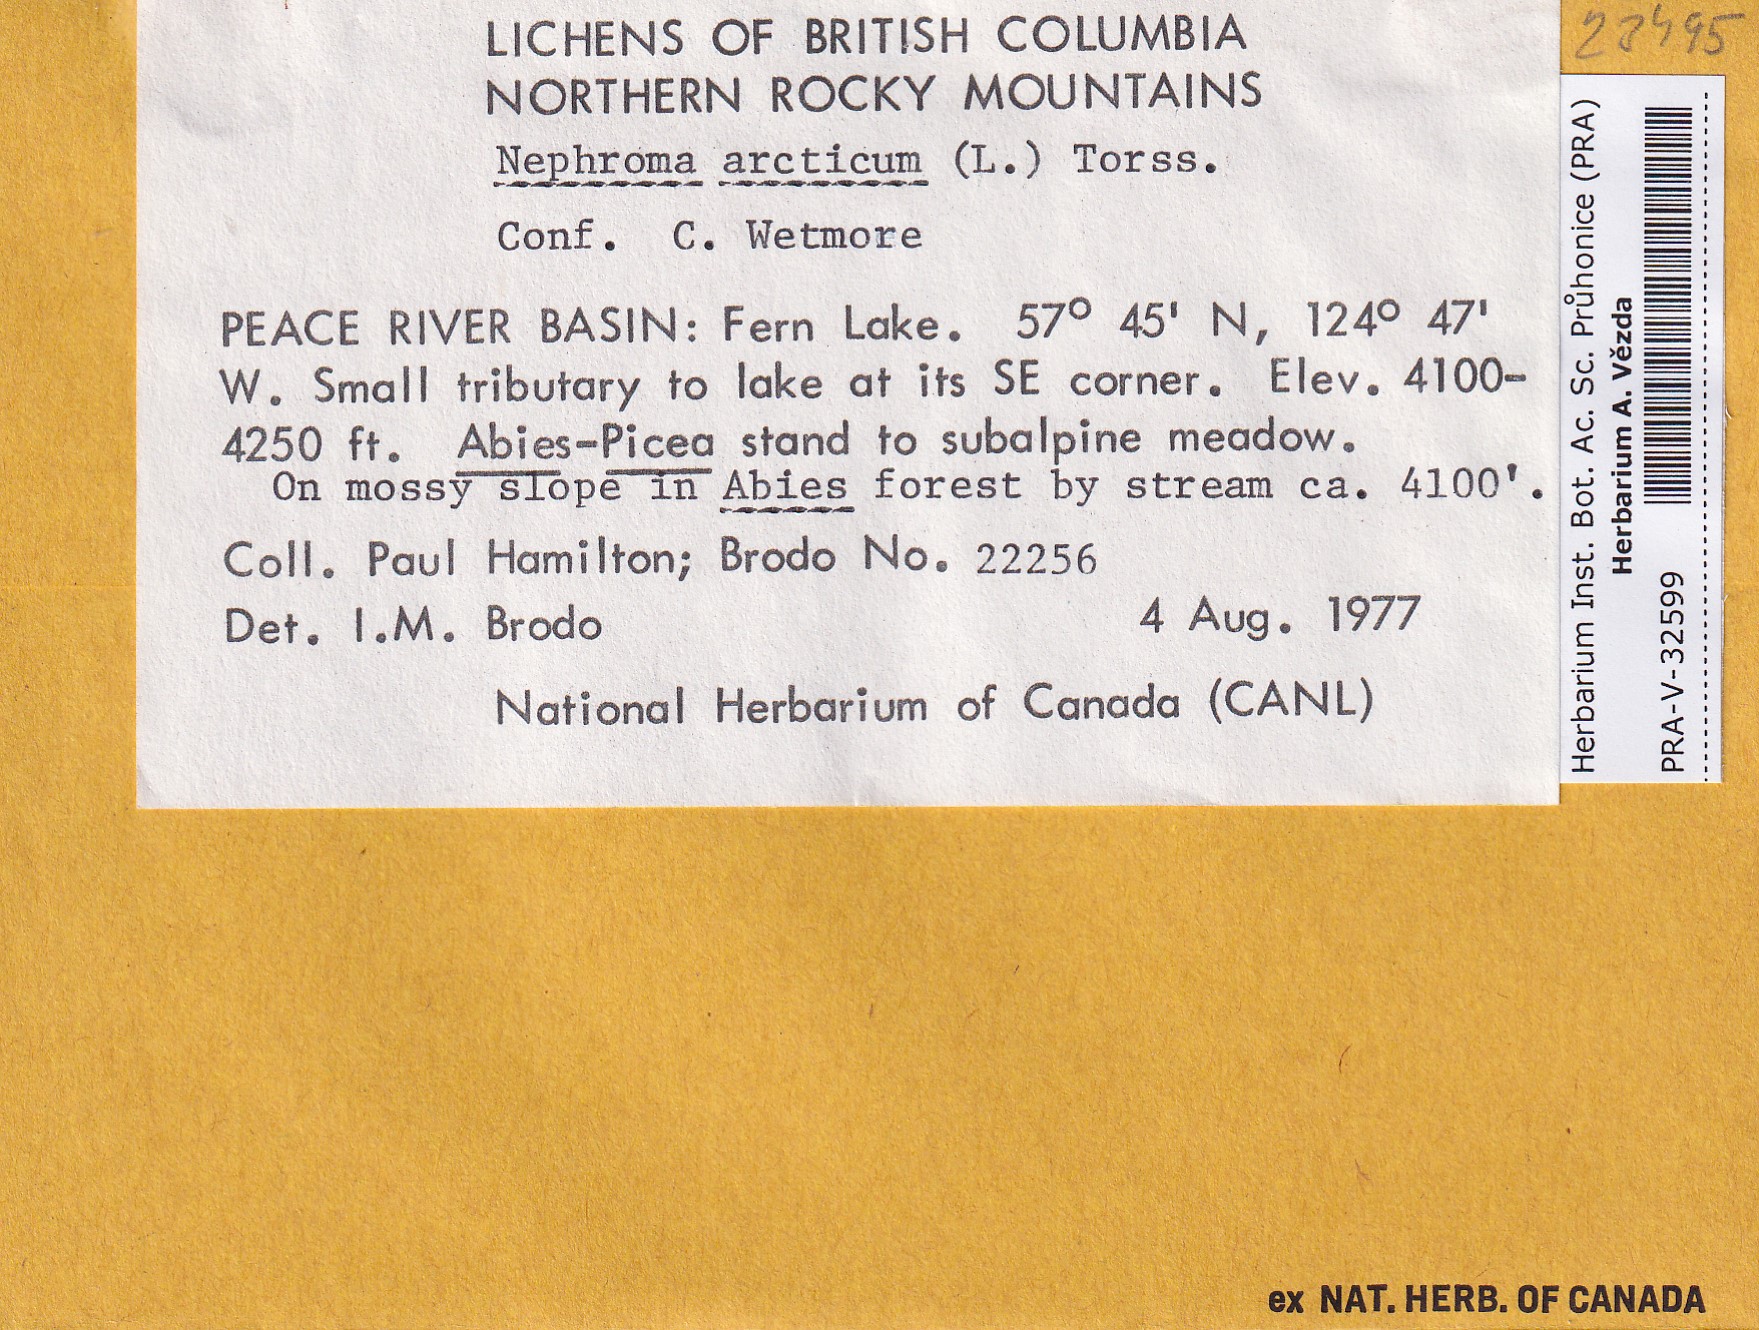 23495
LICHENS OF BRITISH COLUMBIA
NORTHERN ROCKY MOUNTAINS
Nephroma arcticum (L.) Torss.
Conf. C. Wetmore
PEACE RIVER BASIN: Fern Lake. 57° 45' N, 124° 47'
W. Small tributary to lake at its SE corner. Elev. 4100-
4250 ft. Abies-Picea stand to subalpine meadow.
On mossy slope in Abies forest by stream ca. 4100'.
Coll. Paul Hamilton; Brodo No. 22256
Det. I.M. Brodo 4 Aug. 1977
National Herbarium of Canada (CANL)
Herbarium Inst. Bot. Ac. Sc. Průhonice (PRA)
Herbarium A. Vězda
PRA-V-32599
ex NAT. HERB. OF CANADA